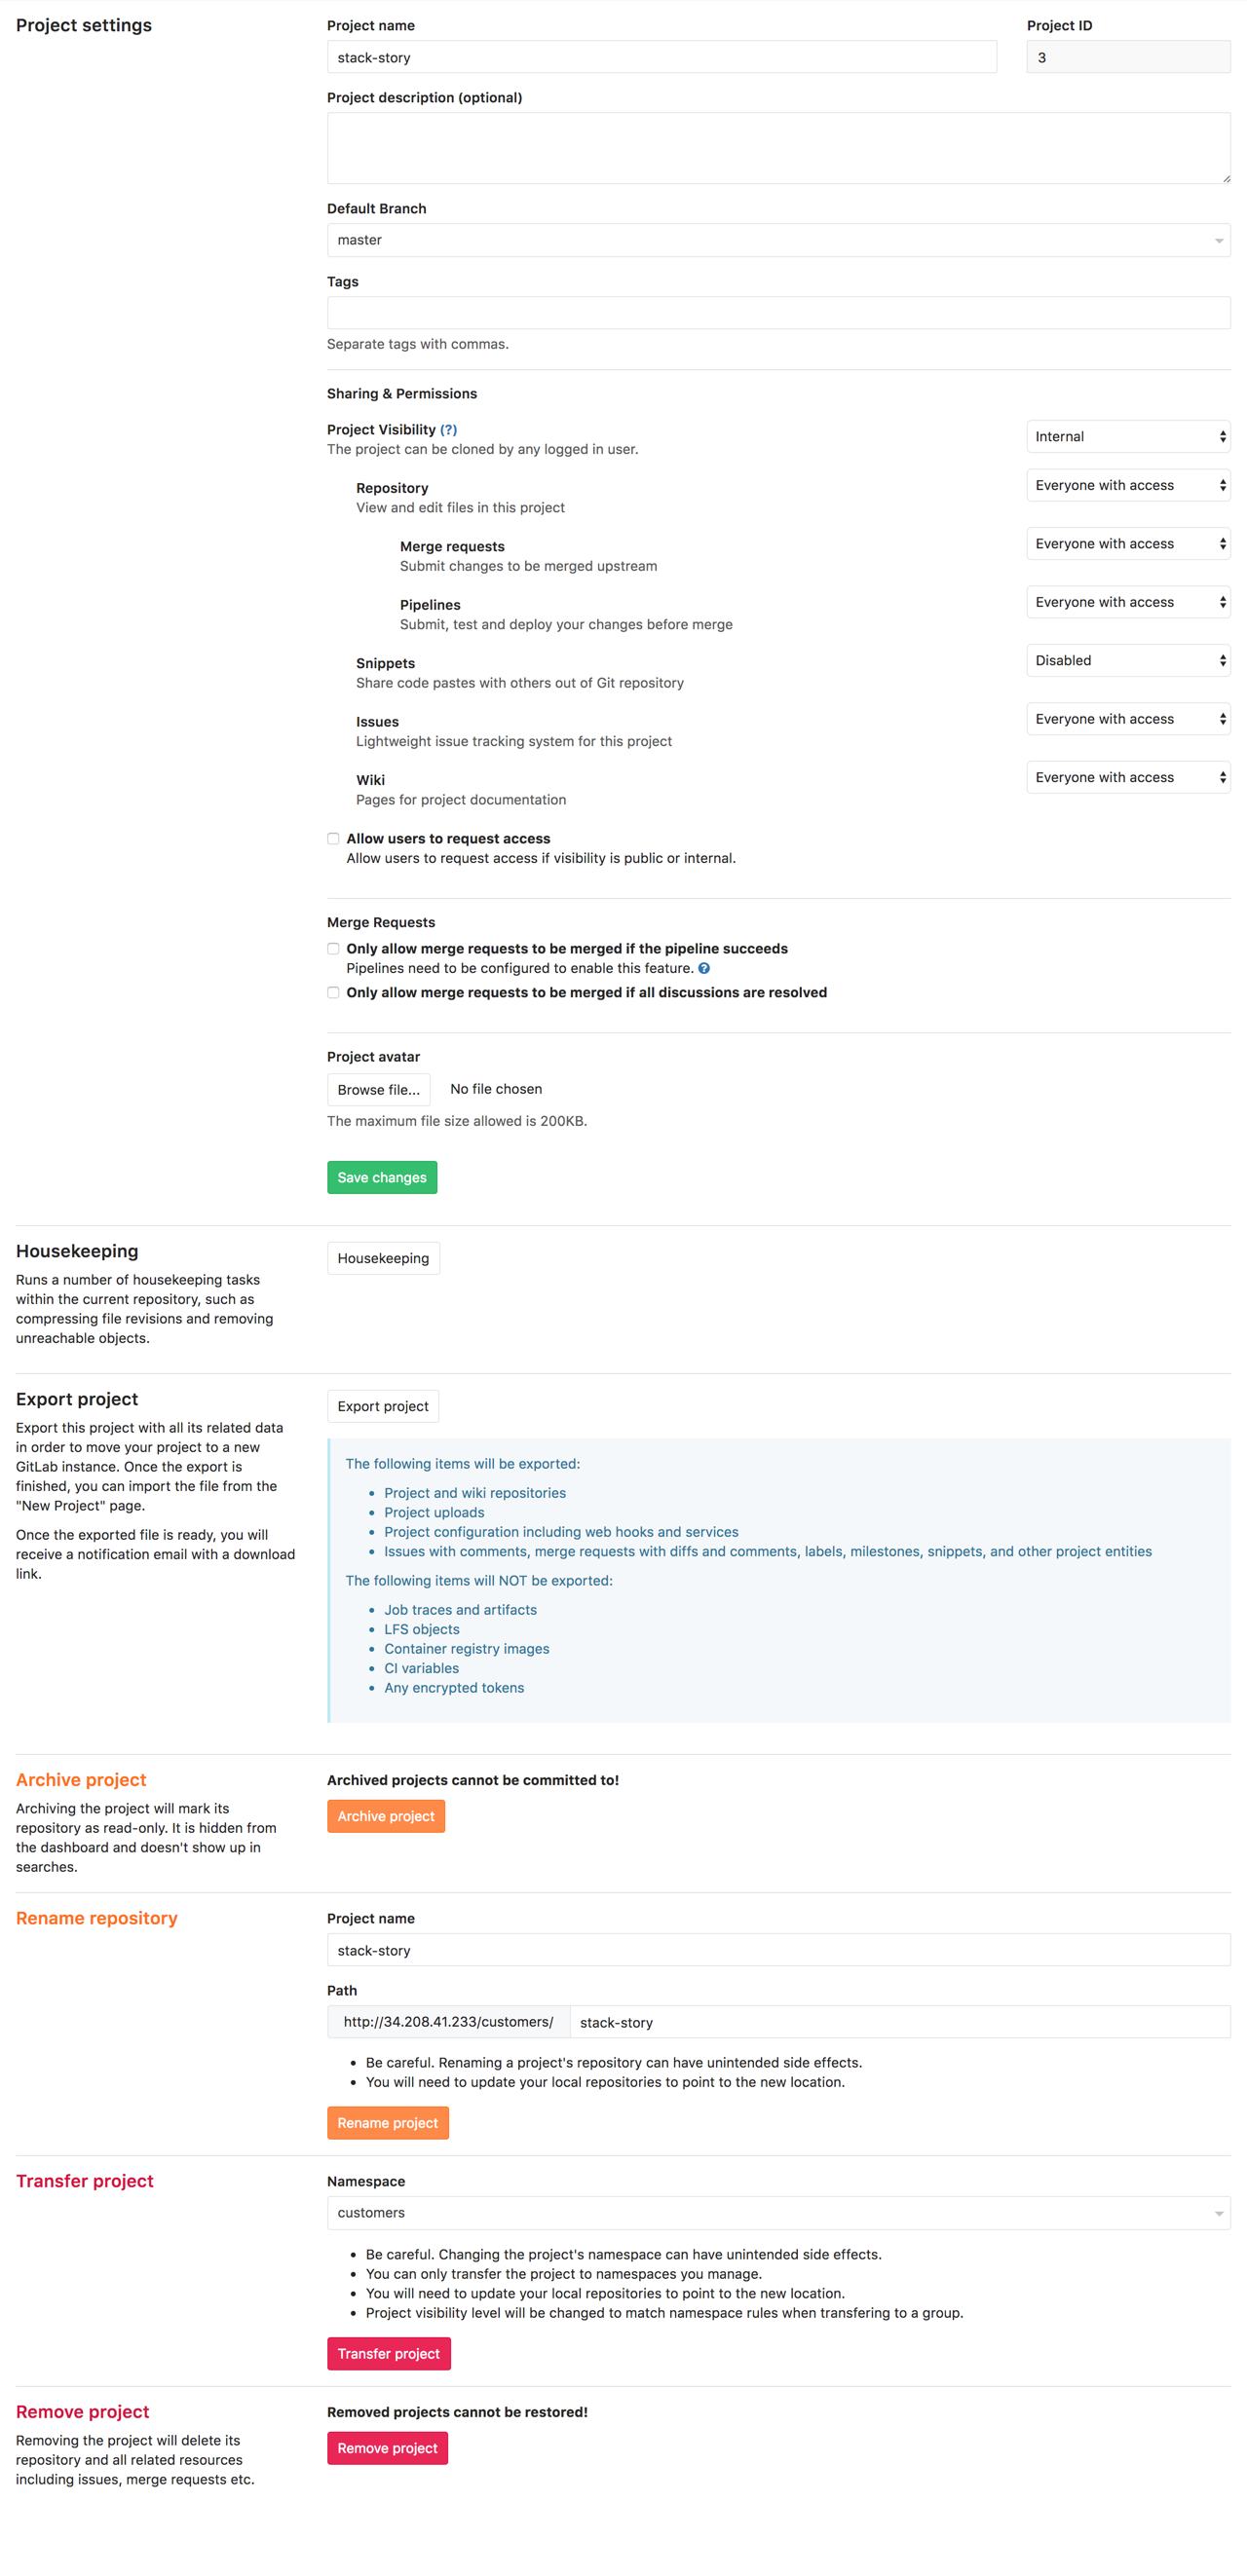 Project settings
Project name
Project ID
stack-story
3
Project description (optional)
Default Branch
master
Tags
Separate tags with commas.
Sharing & Permissions
Project Visibility (?)
The project can be cloned by any logged in user.
Internal
Repository
View and edit files in this project
Everyone with access
Merge requests
Submit changes to be merged upstream
Everyone with access
Pipelines
Submit, test and deploy your changes before merge
Everyone with access
Snippets
Share code pastes with others out of Git repository
Disabled
Issues
Lightweight issue tracking system for this project
Everyone with access
Wiki
Pages for project documentation
Everyone with access
Allow users to request access
Allow users to request access if visibility is public or internal.
Merge Requests
Only allow merge requests to be merged if the pipeline succeeds
Pipelines need to be configured to enable this feature. ?
Only allow merge requests to be merged if all discussions are resolved
Project avatar
Browse file... No file chosen
The maximum file size allowed is 200KB.
Save changes
Housekeeping
Runs a number of housekeeping tasks
within the current repository, such as
compressing file revisions and removing
unreachable objects.
Housekeeping
Export project
Export this project with all its related data
in order to move your project to a new
GitLab instance. Once the export is
finished, you can import the file from the
"New Project" page.
Once the exported file is ready, you will
receive a notification email with a download
link.
Export project
The following items will be exported:
• Project and wiki repositories
• Project uploads
• Project configuration including web hooks and services
• Issues with comments, merge requests with diffs and comments, labels, milestones, snippets, and other project entities
The following items will NOT be exported:
• Job traces and artifacts
• LFS objects
• Container registry images
• CI variables
• Any encrypted tokens
Archive project
Archiving the project will mark its
repository as read-only. It is hidden from
the dashboard and doesn't show up in
searches.
Archived projects cannot be committed to!
Archive project
Rename repository
Project name
stack-story
Path
http://34.208.41.233/customers/ stack-story
• Be careful. Renaming a project's repository can have unintended side effects.
• You will need to update your local repositories to point to the new location.
Rename project
Transfer project
Namespace
customers
• Be careful. Changing the project's namespace can have unintended side effects.
• You can only transfer the project to namespaces you manage.
• You will need to update your local repositories to point to the new location.
• Project visibility level will be changed to match namespace rules when transfering to a group.
Transfer project
Remove project
Removing the project will delete its
repository and all related resources
including issues, merge requests etc.
Removed projects cannot be restored!
Remove project